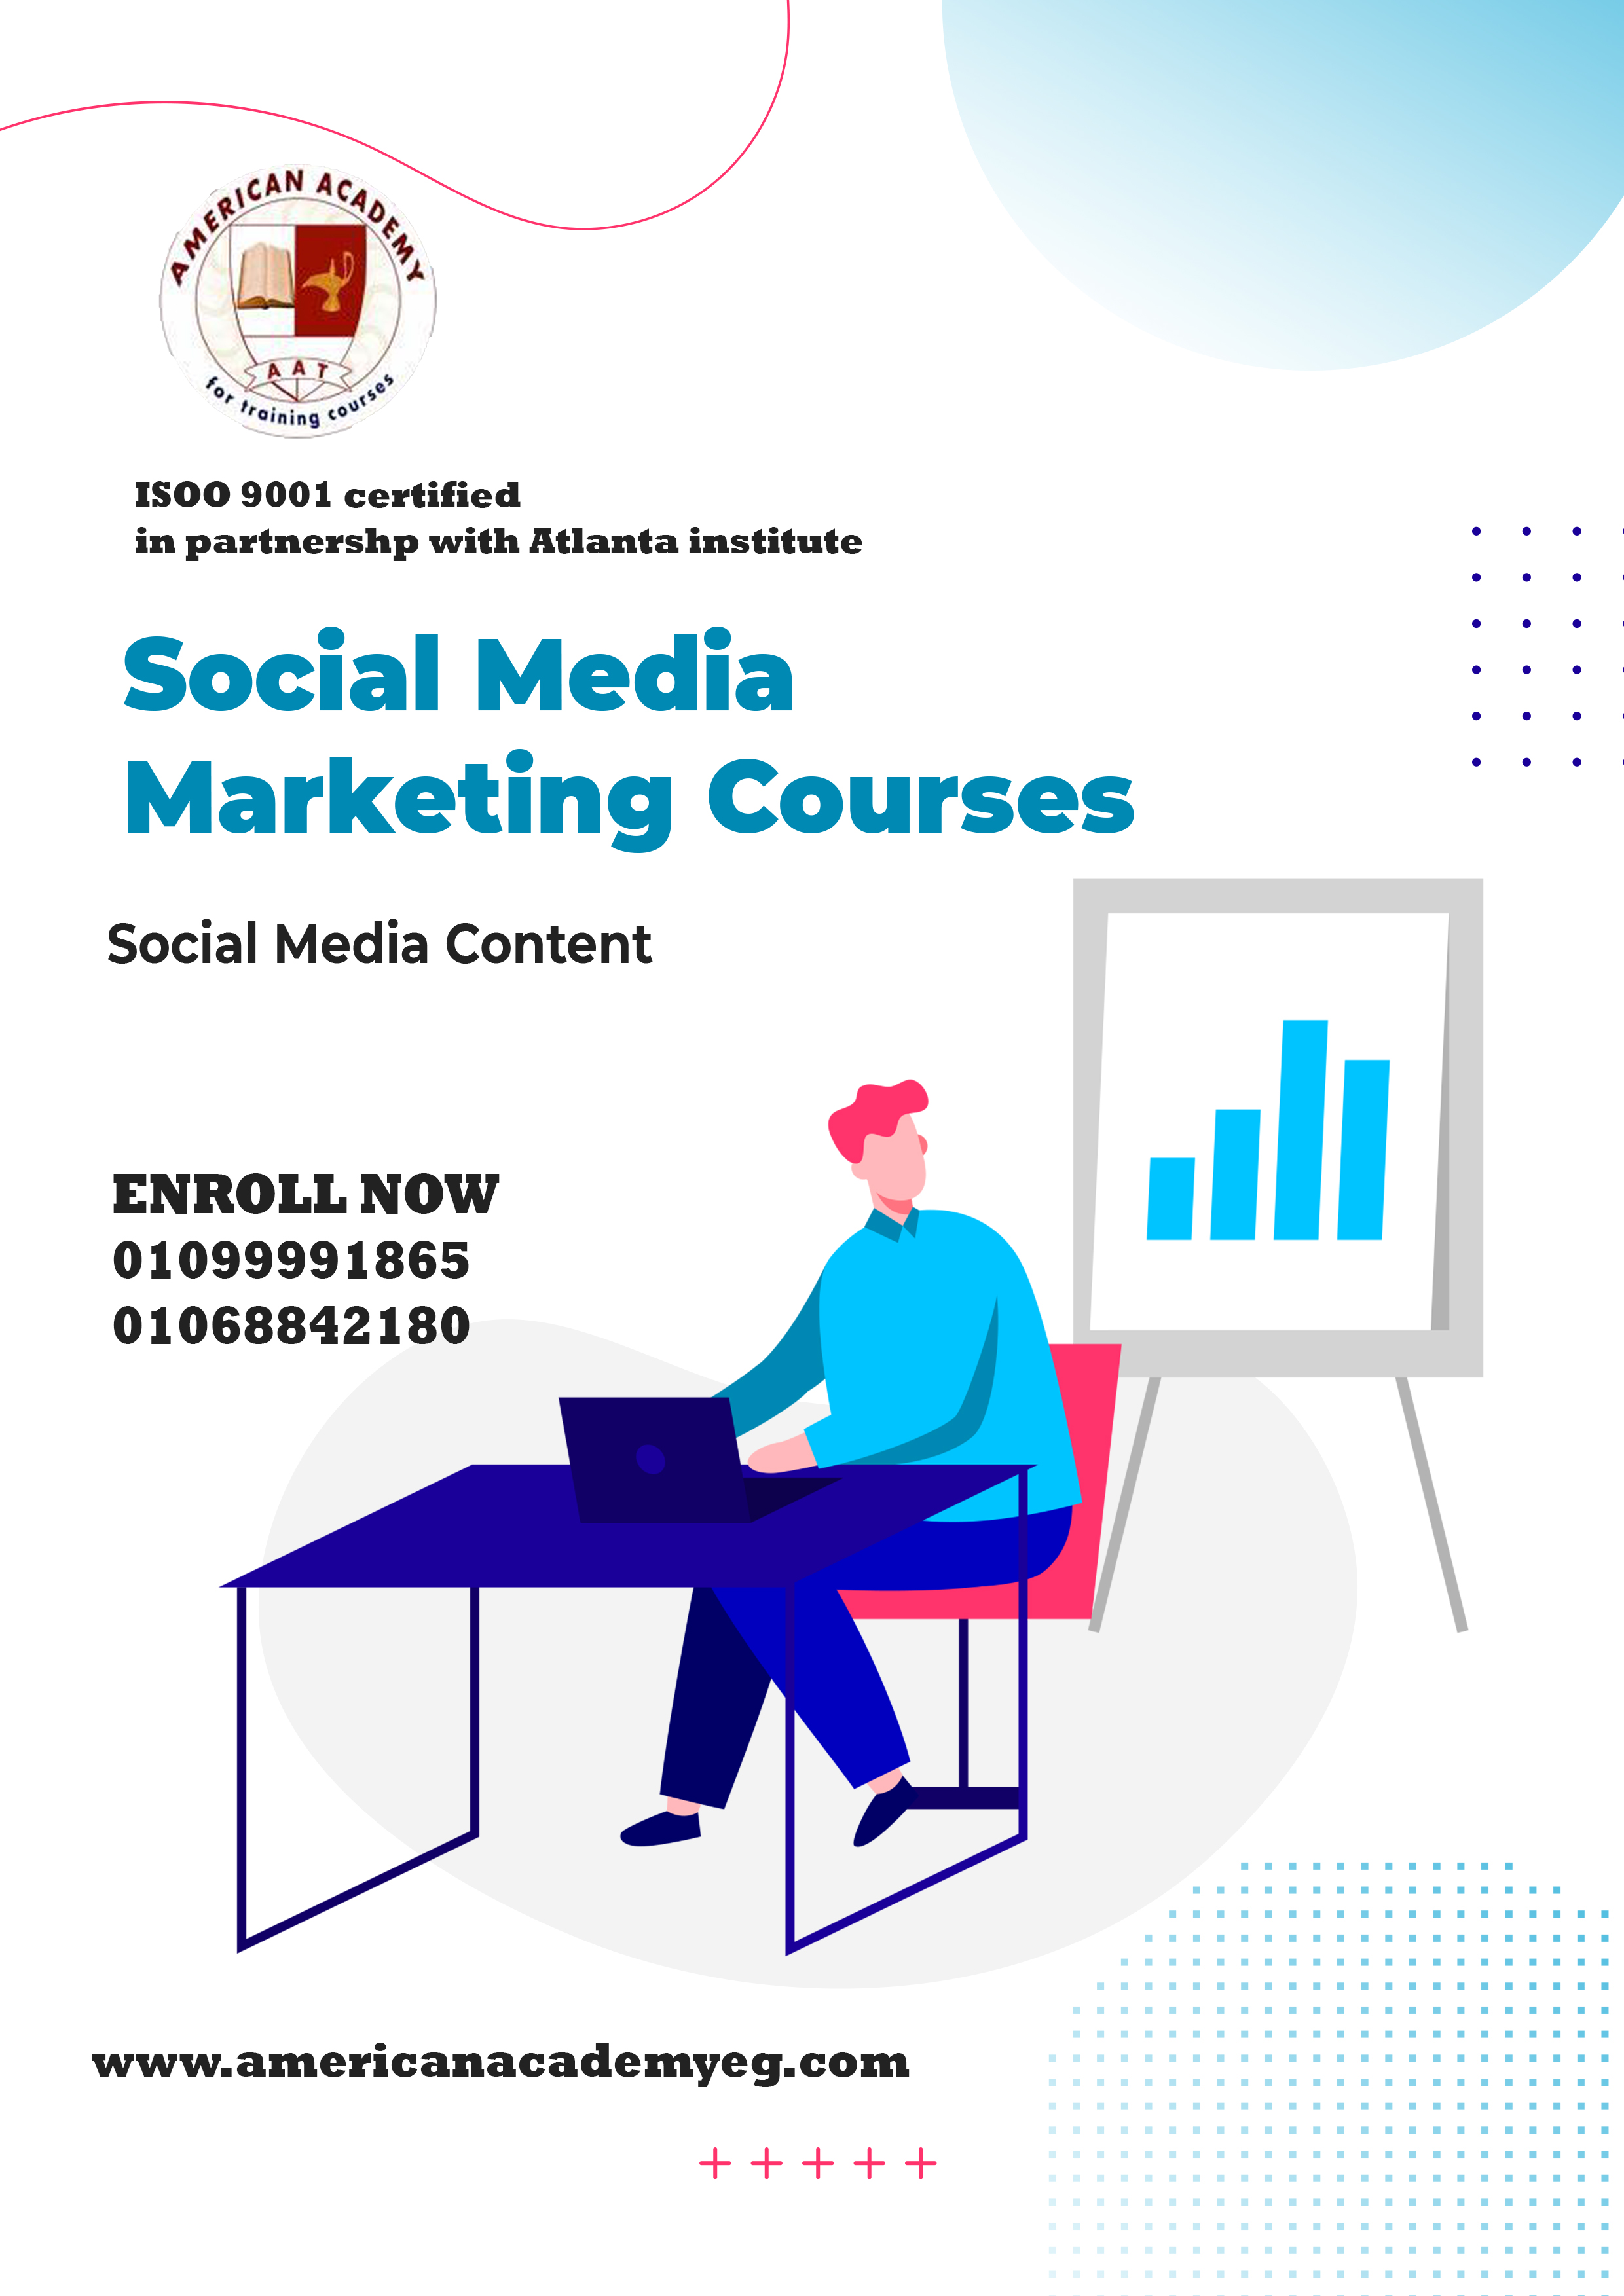 AMERICAN ACADEMY
AAT
for training courses
ISOO 9001 certified
in partnershp with Atlanta institute
Social Media
Marketing Courses
Social Media Content
ENROLL NOW
01099991865
01068842180
www.americanacademyeg.com